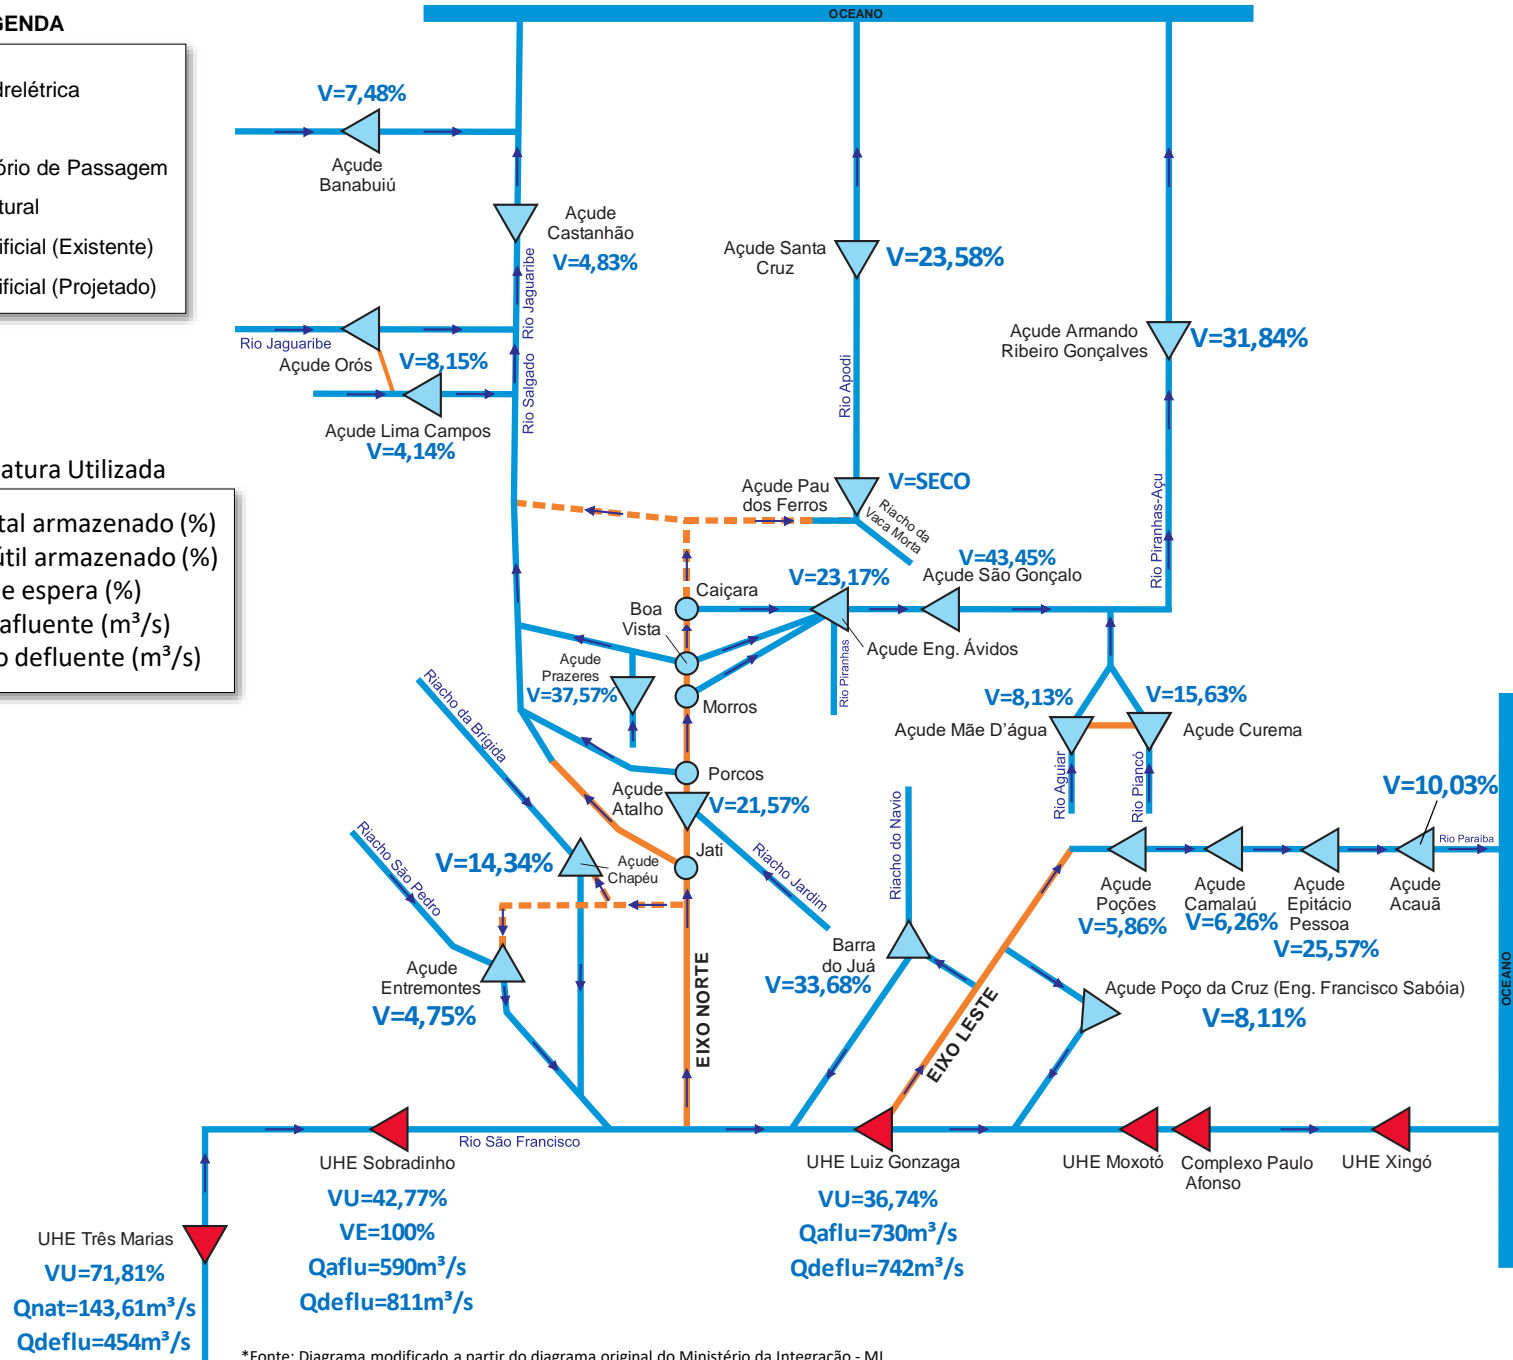 OCEANO
GENDA
drelétrica
ório de Passagem
tural
ificial (Existente)
ificial (Projetado)
V=7,48%
Açude
Banabuiú
Açude
Castanhão
V=4,83%
Rio Jaguaribe
Açude Santa
Cruz
V=23,58%
Açude Armando
Ribeiro Gonçalves
V=31,84%
Rio Jaguaribe
Açude Orós
V=8,15%
Rio Salgado
Rio Apodi
Açude Lima Campos
V=4,14%
atura Utilizada
tal armazenado (%)
útil armazenado (%)
e espera (%)
afluente (m³/s)
o defluente (m³/s)
Açude Pau
dos Ferros
V=SECO
Riacho da
Vaca Morta
Rio Piranhas-Açu
V=43,45%
Açude São Gonçalo
V=23,17%
Caiçara
Boa
Vista
Açude Eng. Ávidos
Rio Piranhas
Açude
Prazeres
V=37,57%
Morros
Riacho da Brígida
V=8,13%
Açude Mãe D’água
V=15,63%
Açude Curema
Rio Aguiar
Rio Piancó
Porcos
Açude
Atalho
V=21,57%
Riacho do Navio
V=10,03%
Rio Paraíba
Riacho São Pedro
V=14,34%
Açude
Chapéu
Jati
Riacho Jardim
Açude
Poções
V=5,86%
Açude
Camalaú
V=6,26%
Açude
Epitácio
Pessoa
V=25,57%
Açude
Acauã
Açude
Entremontes
V=4,75%
Barra
do Juá
V=33,68%
EIXO NORTE
EIXO LESTE
Açude Poço da Cruz (Eng. Francisco Sabóia)
V=8,11%
OCEANO
Rio São Francisco
UHE Sobradinho
VU=42,77%
VE=100%
Qaflu=590m³/s
Qdeflu=811m³/s
UHE Luiz Gonzaga
VU=36,74%
Qaflu=730m³/s
Qdeflu=742m³/s
UHE Moxotó
Complexo Paulo
Afonso
UHE Xingó
UHE Três Marias
VU=71,81%
Qnat=143,61m³/s
Qdeflu=454m³/s
*Fonte: Diagrama modificado a partir do diagrama original do Ministério da Integração - MI